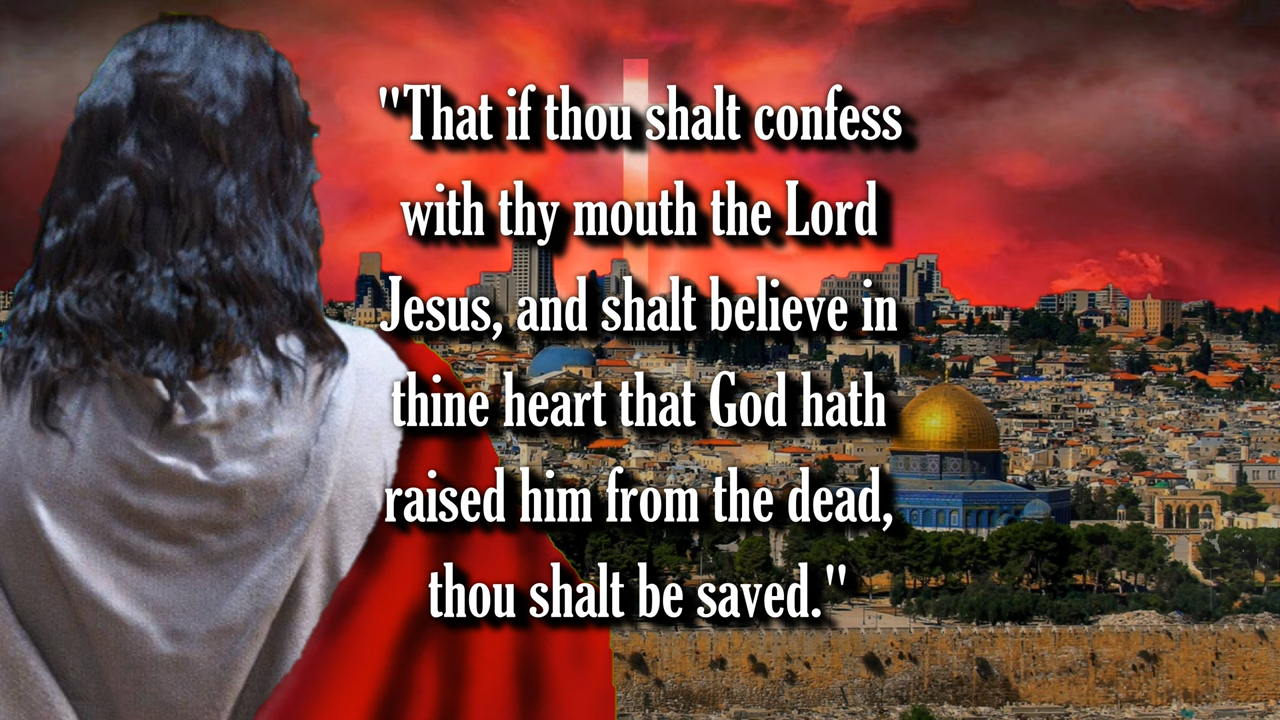 "That if thou shalt confess
with thy mouth the Lord
Jesus, and shalt believe in
thine heart that God hath
raised him from the dead,
thou shalt be saved."